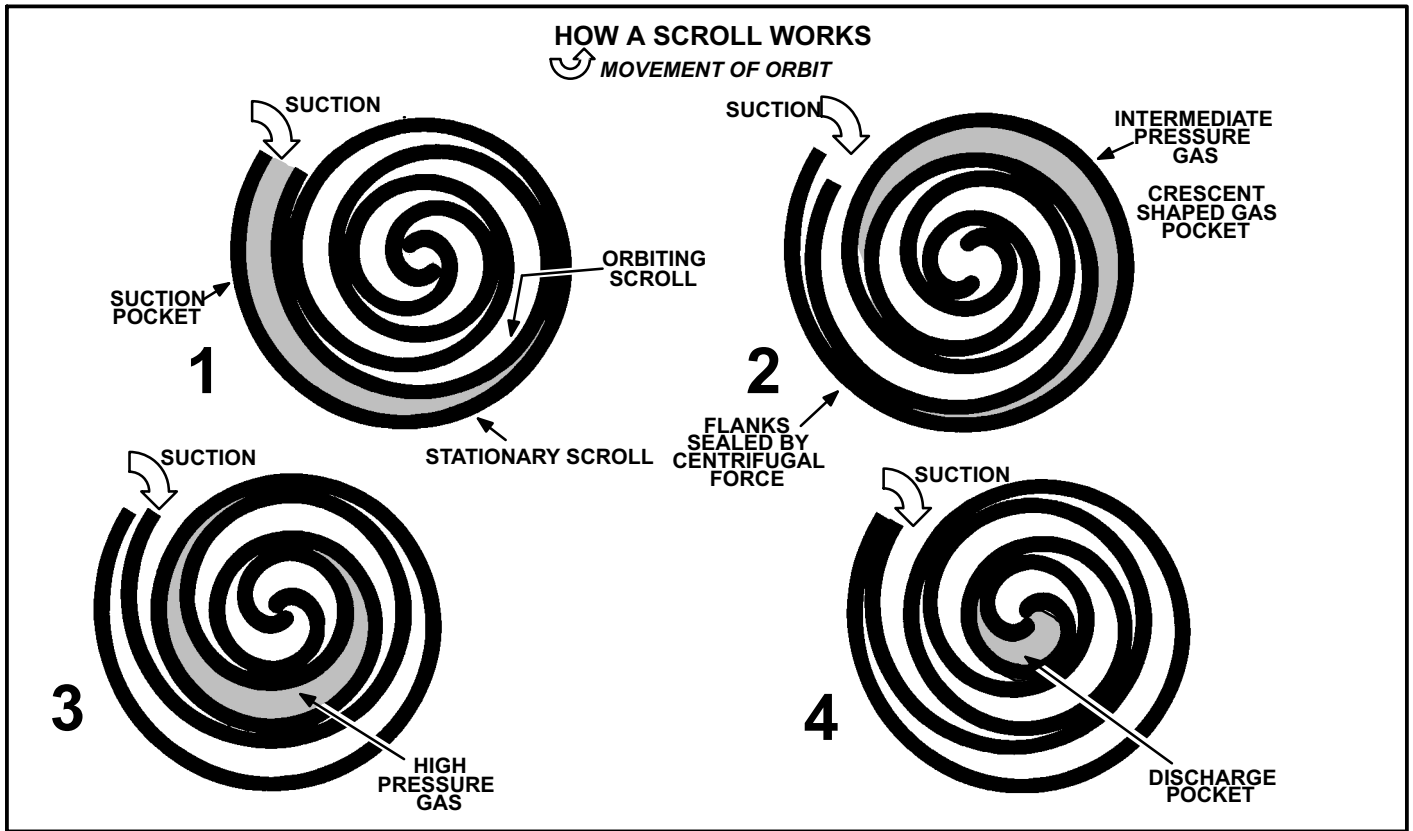 HOW A SCROLL WORKS
MOVEMENT OF ORBIT
SUCTION
SUCTION
POCKET
1
ORBITING
SCROLL
STATIONARY SCROLL
SUCTION
INTERMEDIATE
PRESSURE
GAS
CRESCENT
SHAPED GAS
POCKET
2
FLANKS
SEALED BY
CENTRIFUGAL
FORCE
SUCTION
3
HIGH
PRESSURE
GAS
SUCTION
4
DISCHARGE
POCKET